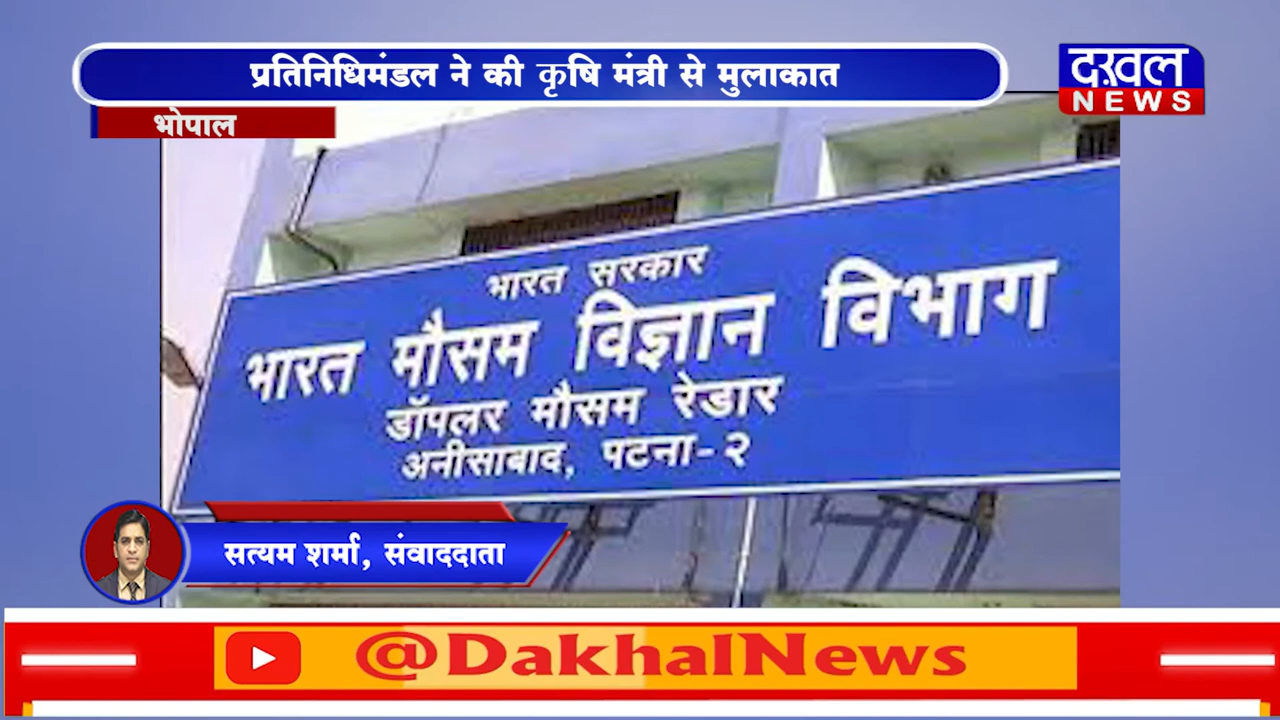 प्रतिनिधिमंडल ने की कृषि मंत्री से मुलाकात
दख़ल
NEWS
भोपाल
भारत सरकार
भारत मौसम विज्ञान विभाग
डॉपलर मौसम रेडार
अनीसाबाद, पटना-२
सत्यम शर्मा, संवाददाता
@DakhalNews